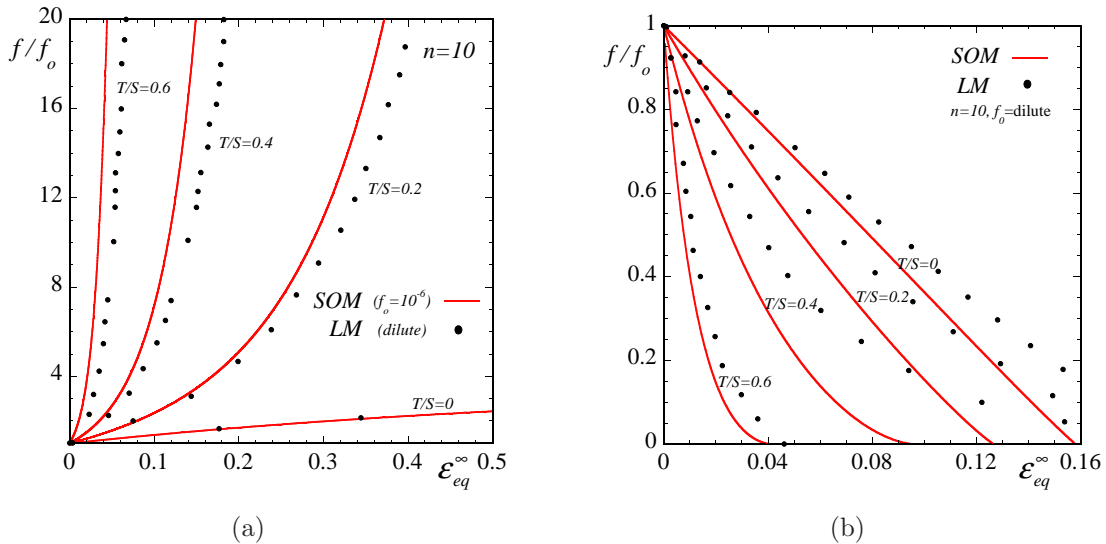 f/f_o
20
16
12
8
4
n=10
T/S=0.6
T/S=0.4
T/S=0.2
SOM (f_o=10^-6)
LM (dilute)
T/S=0
0 0.1 0.2 0.3 0.4 0.5
ε_eq^∞
(a)
f/f_o
1
0.8
0.6
0.4
0.2
0
SOM
LM
n=10, f_o=dilute
T/S=0
T/S=0.2
T/S=0.4
T/S=0.6
0 0.04 0.08 0.12 0.16
ε_eq^∞
(b)